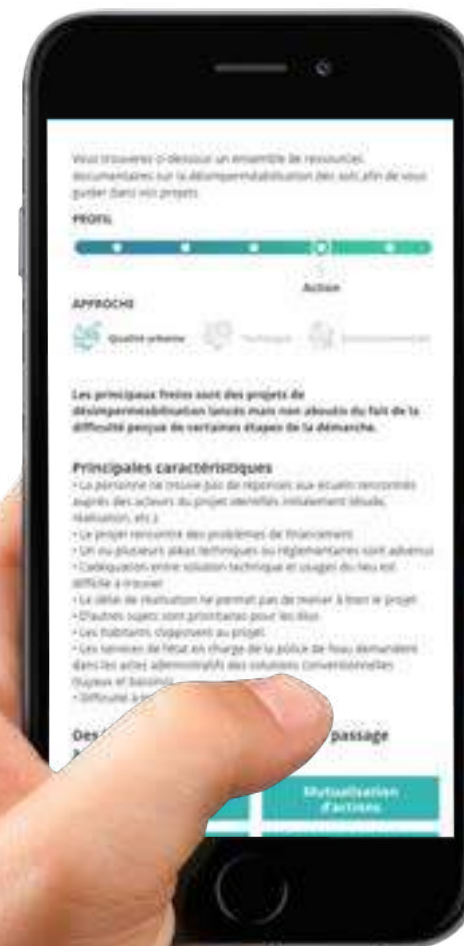 Vous trouverez ci-dessous un ensemble de ressources
documentaires sur la désimperméabilisation des sols afin de vous
guider dans vos projets
PROFIL
Action
APPROCHE
Qualité urbaine Technique
Les principaux freins sont des projets de
désimperméabilisation lancés mais non aboutis du fait de la
difficulté perçue de certaines étapes de la démarche.
Principales caractéristiques
• La personne ne trouve pas de réponses aux écueils rencontrés
auprès des acteurs du projet identifiés initialement (étude,
réalisation, etc.)
• Le projet rencontre des problèmes de financement
• Un ou plusieurs aléas techniques ou réglementaires sont advenus
• L'adéquation entre solution technique et usages du lieu est
difficile à trouver
• Le délai de réalisation ne permet pas de mener à bien le projet
• D'autres sujets sont prioritaires pour les élus
• Les habitants s'opposent au projet
• Les services de l'état en charge de la police de l'eau demandent
dans les actes administratifs des solutions conventionnelles
(tuyaux et bassins)
• Difficulté à
Des passage
Mutualisation
d'actions